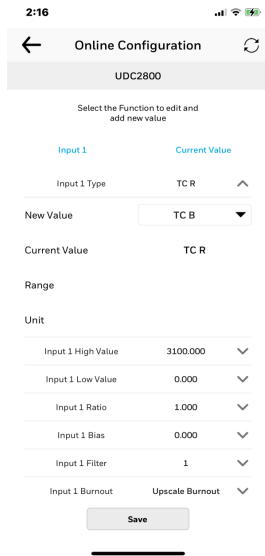 2:16
Online Configuration
UDC2800
Select the Function to edit and
add new value
Input 1 Current Value
Input 1 Type TC R
New Value TC B
Current Value TC R
Range
Unit
Input 1 High Value 3100.000
Input 1 Low Value 0.000
Input 1 Ratio 1.000
Input 1 Bias 0.000
Input 1 Filter 1
Input 1 Burnout Upscale Burnout
Save